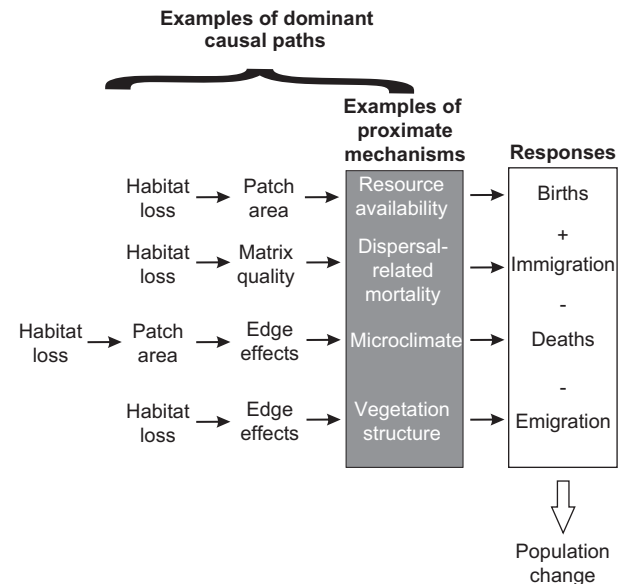 Examples of dominant
causal paths
Examples of
proximate
mechanisms
Responses
Habitat
loss
Patch
area
Resource
availability
Births
+
Habitat
loss
Matrix
quality
Dispersal-
related
mortality
Immigration
-
Habitat
loss
Patch
area
Edge
effects
Microclimate
Deaths
-
Habitat
loss
Edge
effects
Vegetation
structure
Emigration
Population
change